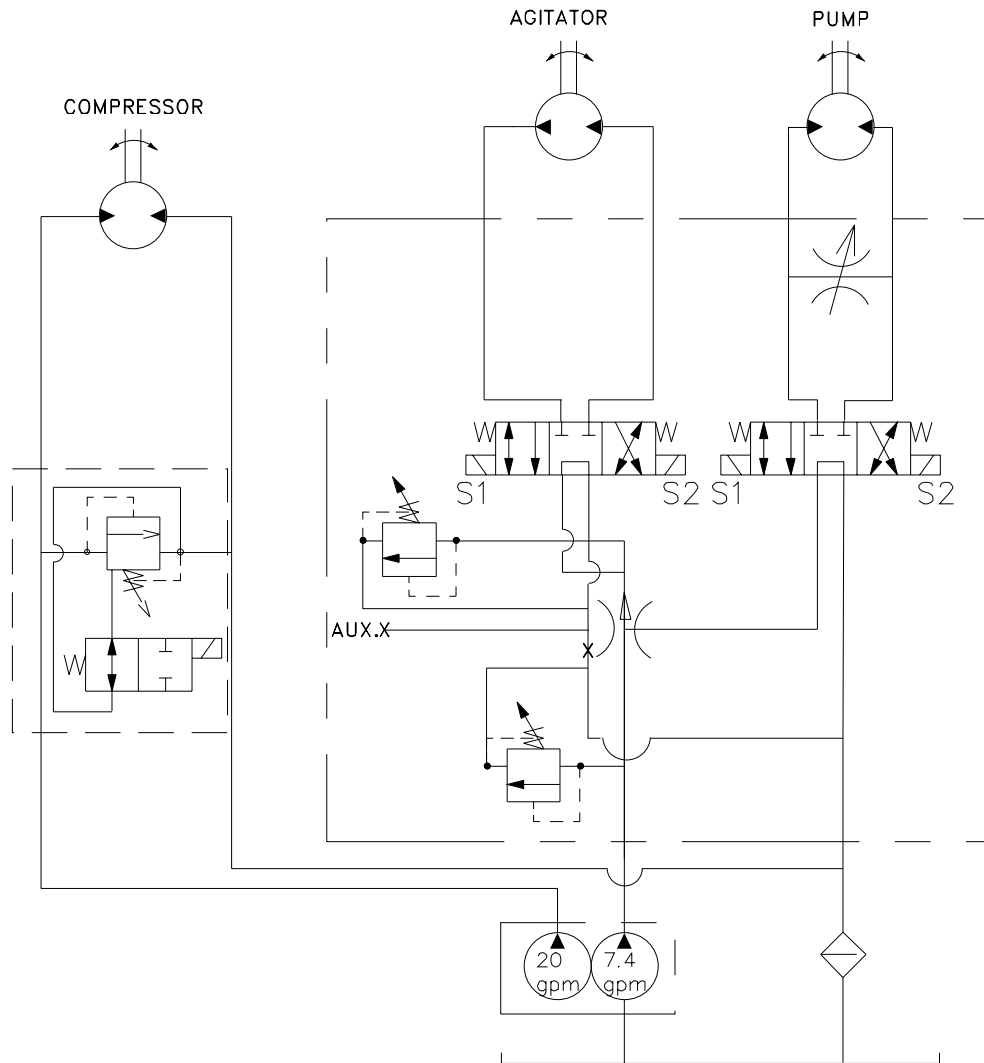 AGITATOR
PUMP
COMPRESSOR
S1
S2
S1
S2
AUX.X
X
20
gpm
7.4
gpm